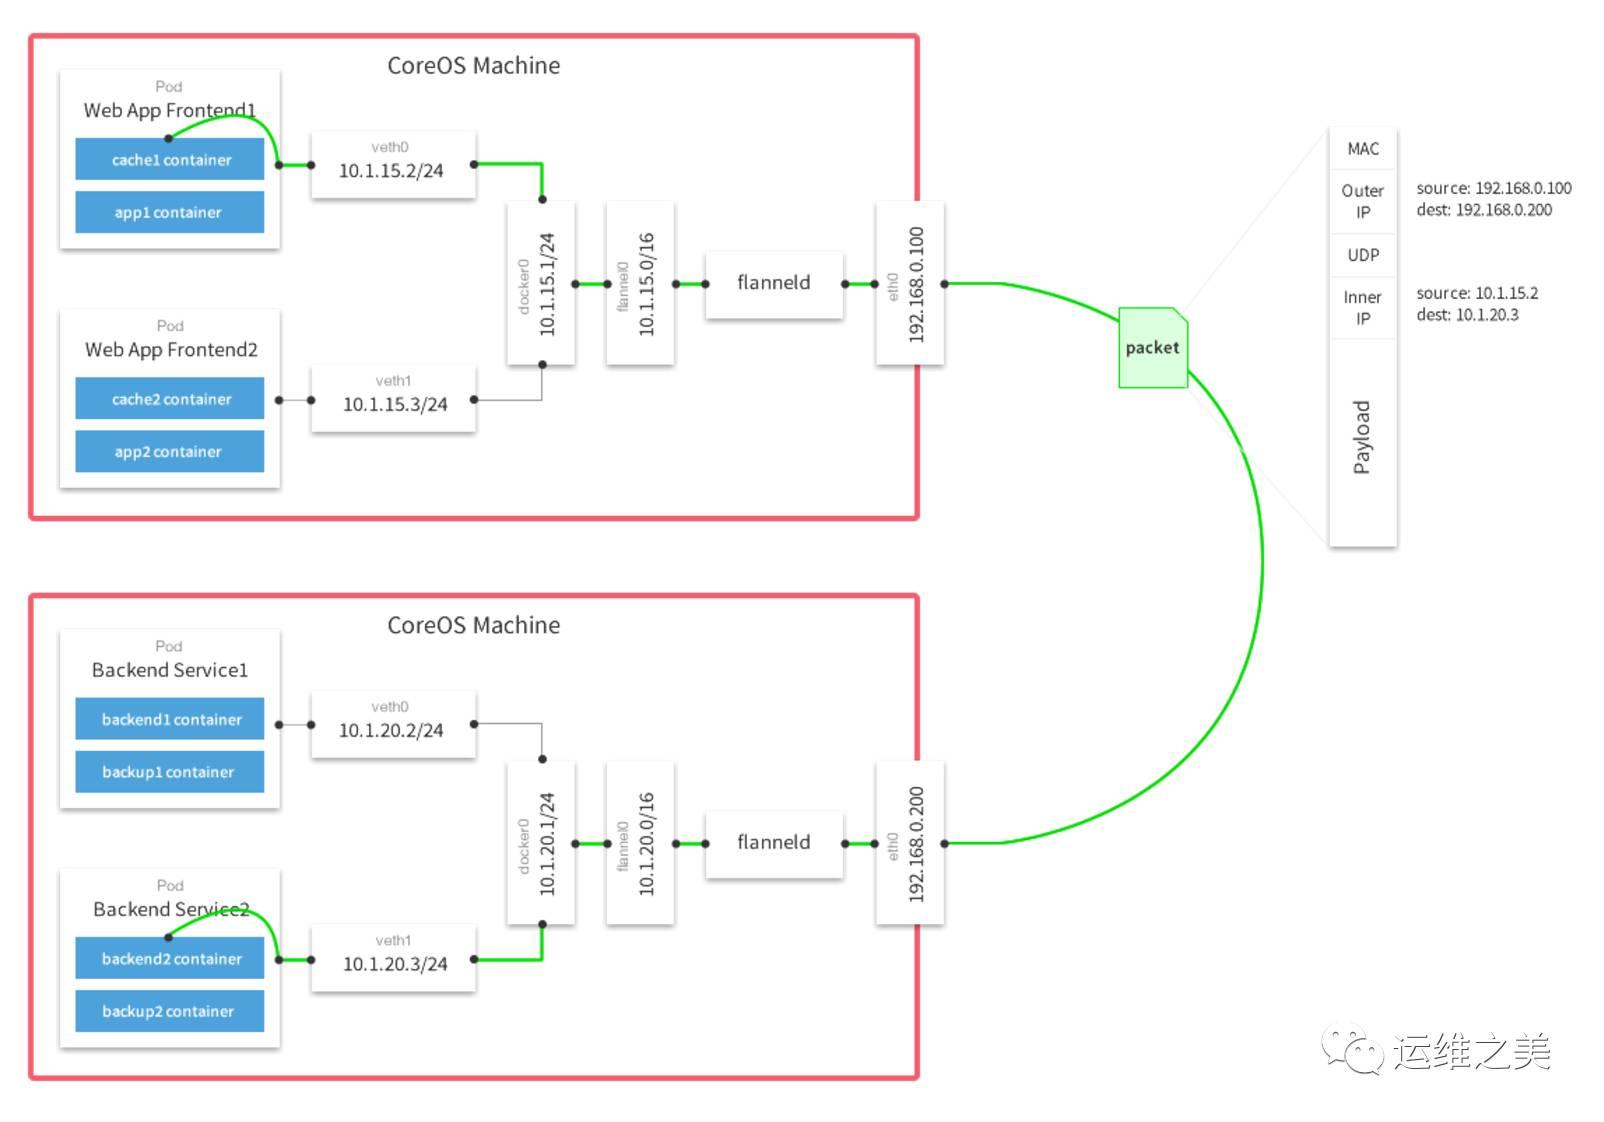 CoreOS Machine
Pod
Web App Frontend1
cache1 container
app1 container
veth0
10.1.15.2/24
Pod
Web App Frontend2
cache2 container
app2 container
veth1
10.1.15.3/24
docker0
10.1.15.1/24
flannel0
10.1.15.0/16
flanneld
eth0
192.168.0.100
packet
MAC
Outer
IP
source: 192.168.0.100
dest: 192.168.0.200
UDP
Inner
IP
source: 10.1.15.2
dest: 10.1.20.3
Payload
CoreOS Machine
Pod
Backend Service1
backend1 container
backup1 container
veth0
10.1.20.2/24
Pod
Backend Service2
backend2 container
backup2 container
veth1
10.1.20.3/24
docker0
10.1.20.1/24
flannel0
10.1.20.0/16
flanneld
eth0
192.168.0.200
运维之美